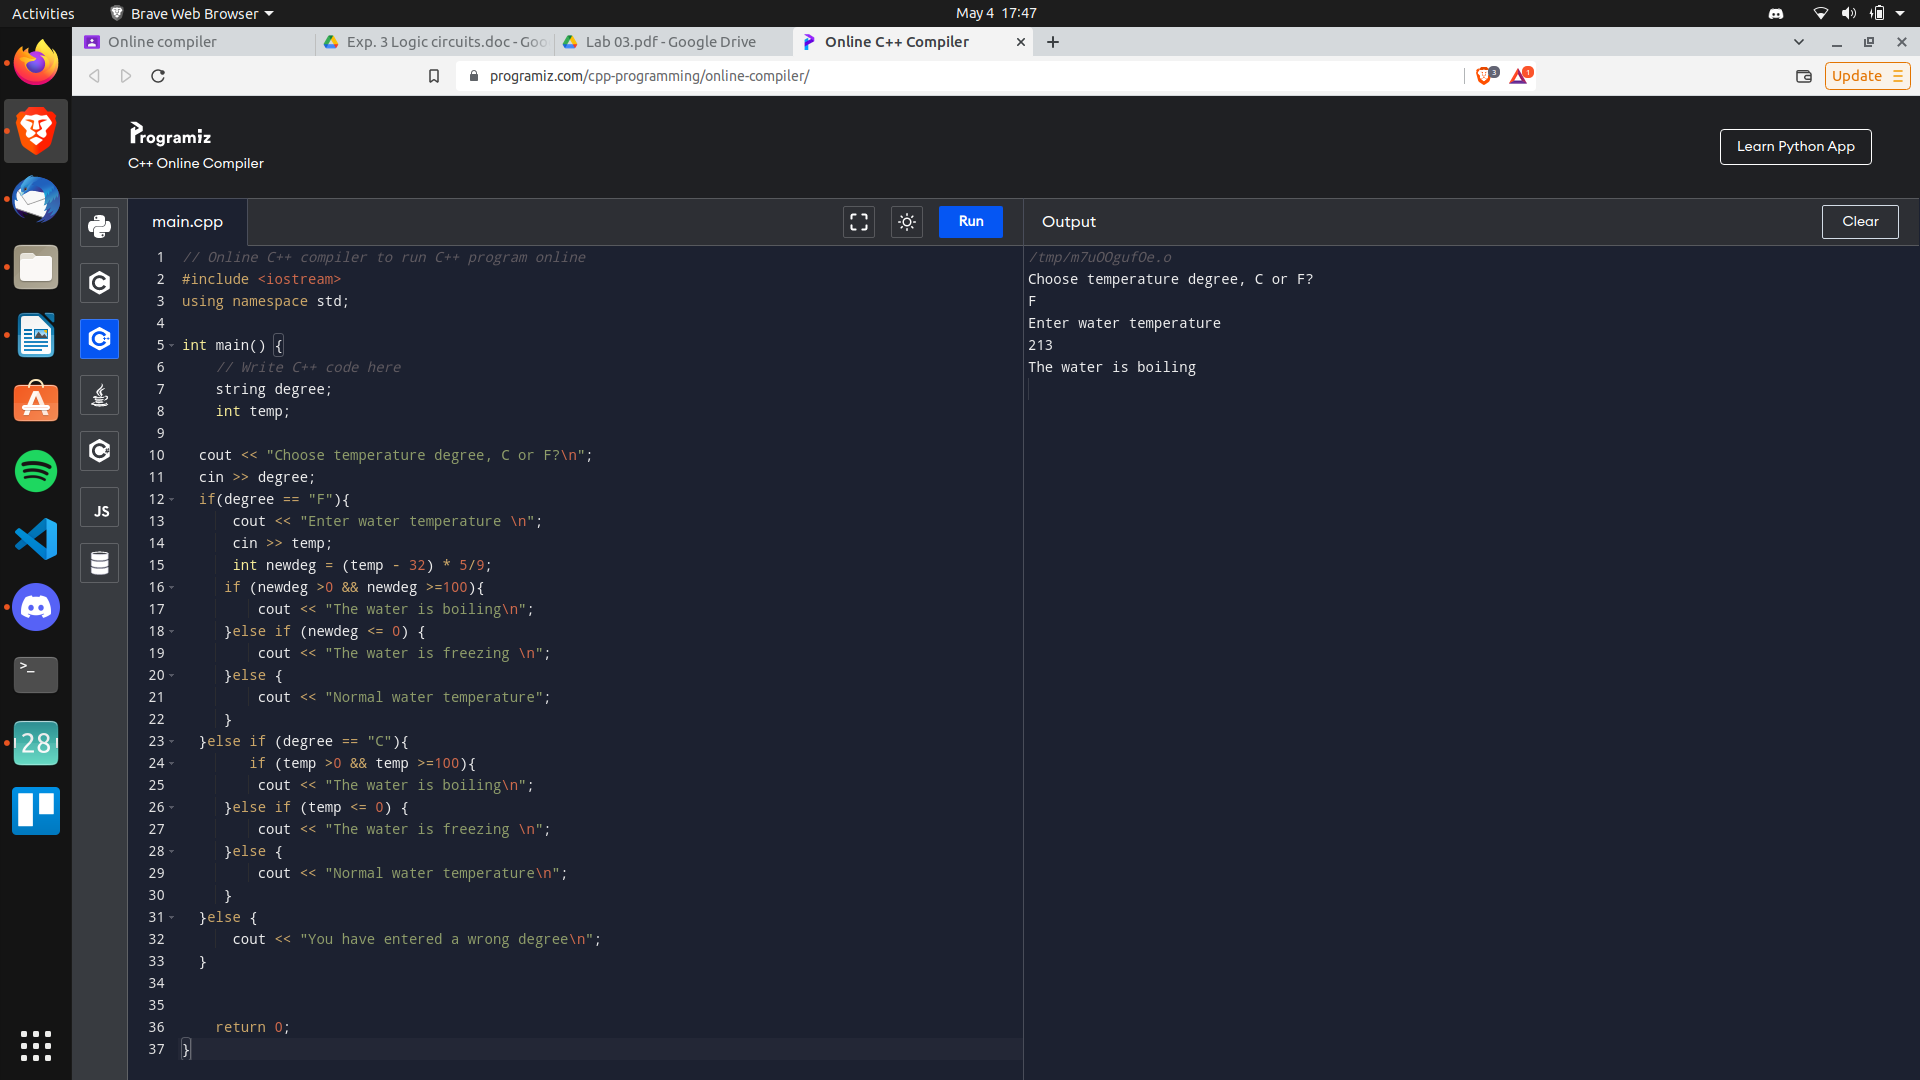 Activities
Brave Web Browser
May 4 17:47
Online compiler
Exp. 3 Logic circuits.doc - Goo
Lab 03.pdf - Google Drive
Online C++ Compiler
programiz.com/cpp-programming/online-compiler/
3
1
Update
Programiz
C++ Online Compiler
Learn Python App
main.cpp
Run
Output
Clear
1 // Online C++ compiler to run C++ program online
2 #include <iostream>
3 using namespace std;
4
5 int main() {
6 // Write C++ code here
7 string degree;
8 int temp;
9
10 cout << "Choose temperature degree, C or F?\n";
11 cin >> degree;
12 if(degree == "F"){
13 cout << "Enter water temperature \n";
14 cin >> temp;
15 int newdeg = (temp - 32) * 5/9;
16 if (newdeg >0 && newdeg >=100){
17 cout << "The water is boiling\n";
18 }else if (newdeg <= 0) {
19 cout << "The water is freezing \n";
20 }else {
21 cout << "Normal water temperature";
22 }
23 }else if (degree == "C"){
24 if (temp >0 && temp >=100){
25 cout << "The water is boiling\n";
26 }else if (temp <= 0) {
27 cout << "The water is freezing \n";
28 }else {
29 cout << "Normal water temperature\n";
30 }
31 }else {
32 cout << "You have entered a wrong degree\n";
33 }
34
35
36 return 0;
37 }
/tmp/m7uOOgufOe.o
Choose temperature degree, C or F?
F
Enter water temperature
213
The water is boiling
JS
>_
28